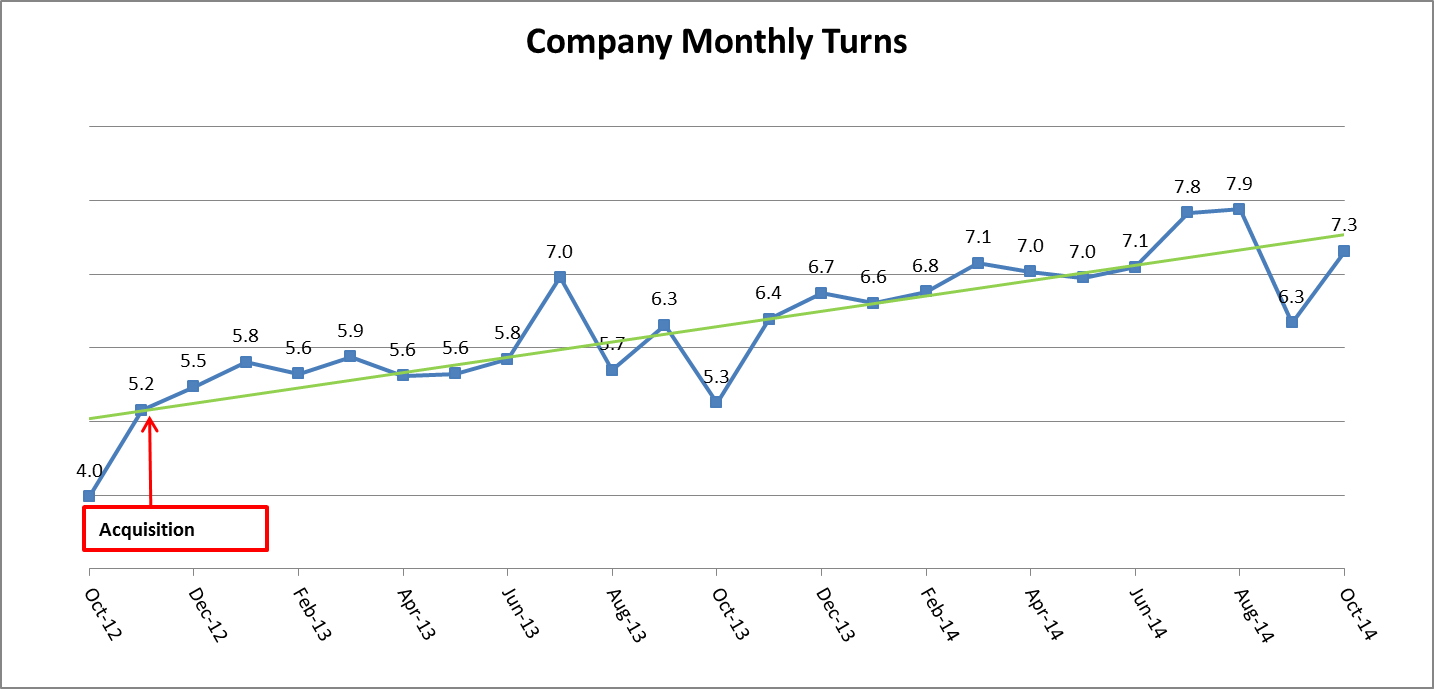 Company Monthly Turns
4.0
5.2
5.5
5.8
5.6
5.9
5.6
5.6
5.8
7.0
5.7
6.3
5.3
6.4
6.7
6.6
6.8
7.1
7.0
7.0
7.1
7.8
7.9
6.3
7.3
Acquisition
Oct-12
Dec-12
Feb-13
Apr-13
Jun-13
Aug-13
Oct-13
Dec-13
Feb-14
Apr-14
Jun-14
Aug-14
Oct-14